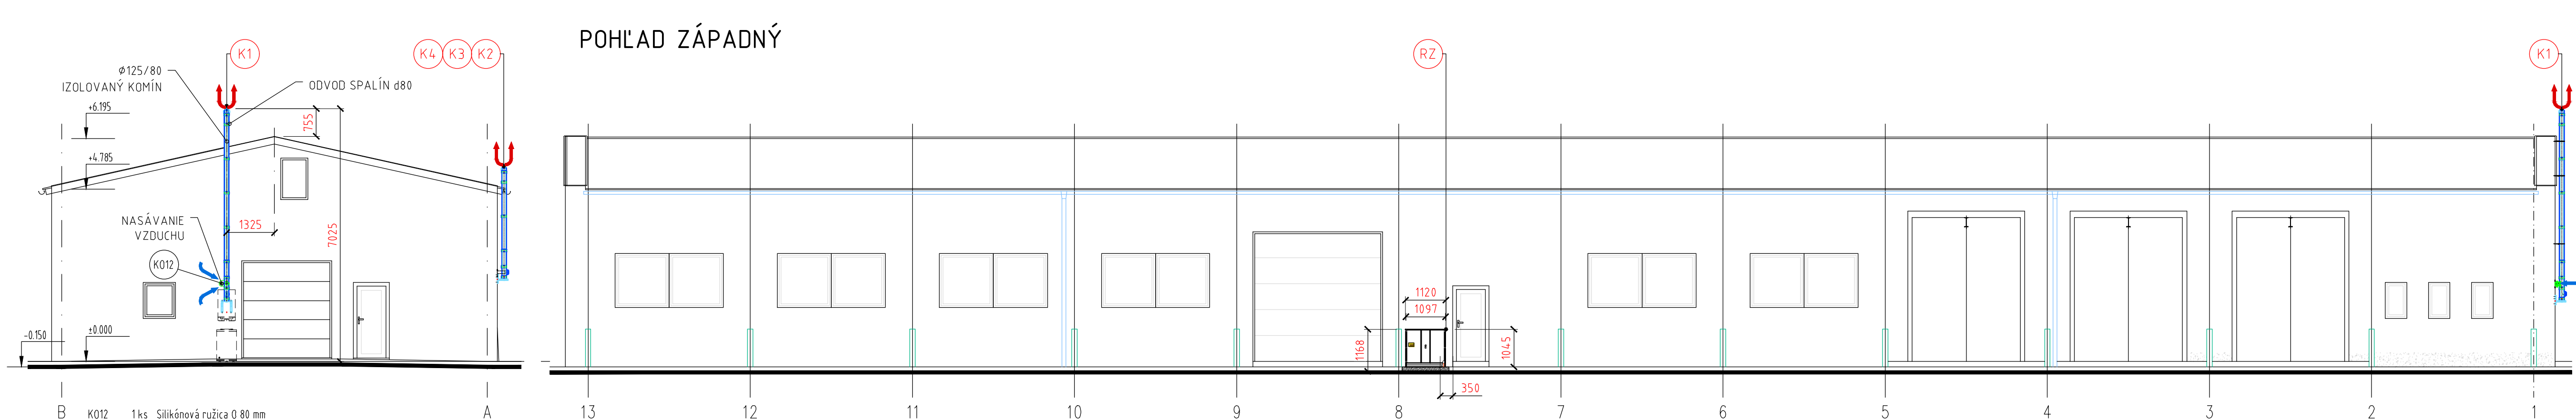 POHĽAD ZÁPADNÝ
K1
K4 K3 K2
RZ
K1
Ø125/80
IZOLOVANÝ KOMÍN
ODVOD SPALÍN d80
+6.195
755
+4.785
NASÁVANIE
VZDUCHU
1325
7025
K012
-0.150
±0.000
1120
1097
1168
1045
350
B
A
13
12
11
10
9
8
7
6
5
4
3
2
1
K012 1 ks Silikónová ružica Ø 80 mm